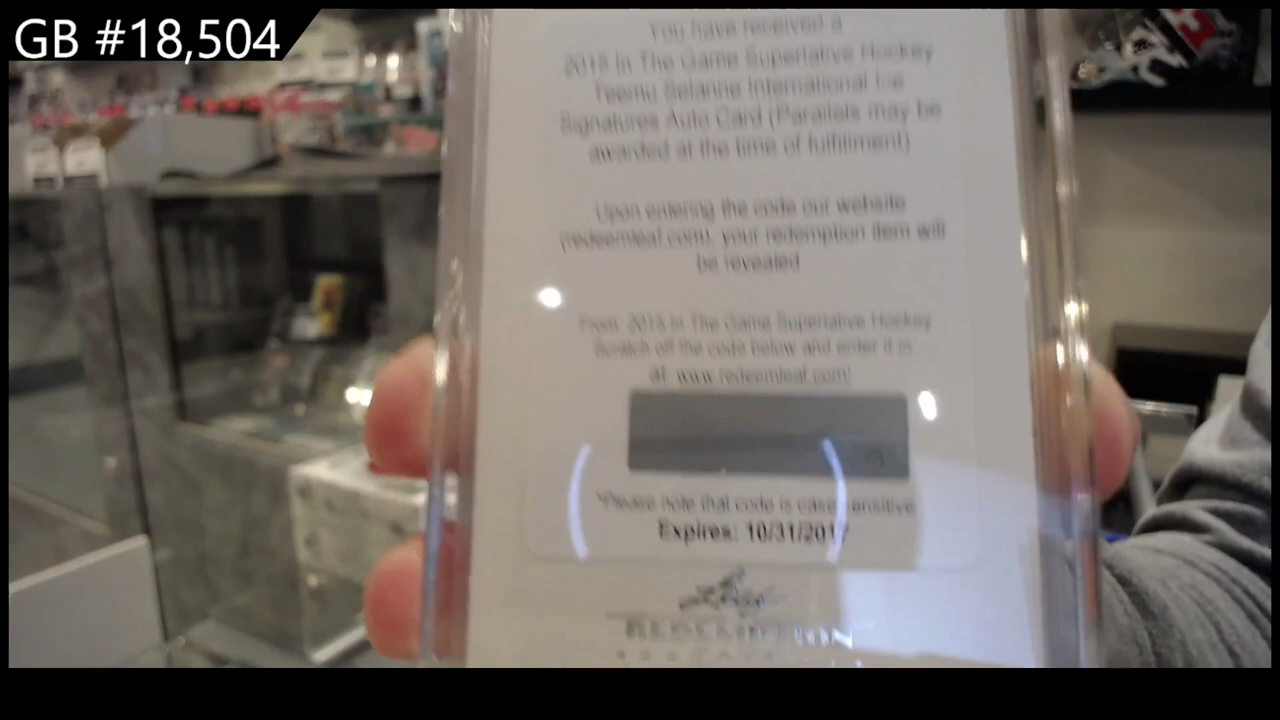 GB #18,504
You have received a
2015 In The Game Superlative Hockey
Teemu Selanne International Ice
Signatures Auto Card (Parallels may be
awarded at the time of fulfillment)
Upon entering the code our website
(redeemleaf.com), your redemption item will
be revealed
From: 2015 In The Game Superlative Hockey
Scratch off the code below and enter it in
at: www.redeemleaf.com!
*Please note that code is case sensitive
Expires: 10/31/2017
Leaf
REDEMPTION